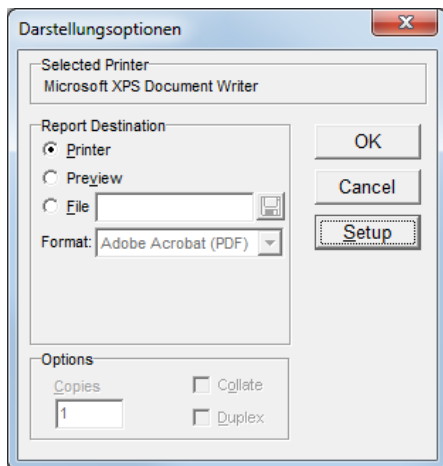 Darstellungsoptionen
Selected Printer
Microsoft XPS Document Writer
Report Destination
Printer
Preview
File
Format: Adobe Acrobat (PDF)
OK
Cancel
Setup
Options
Copies
1
Collate
Duplex